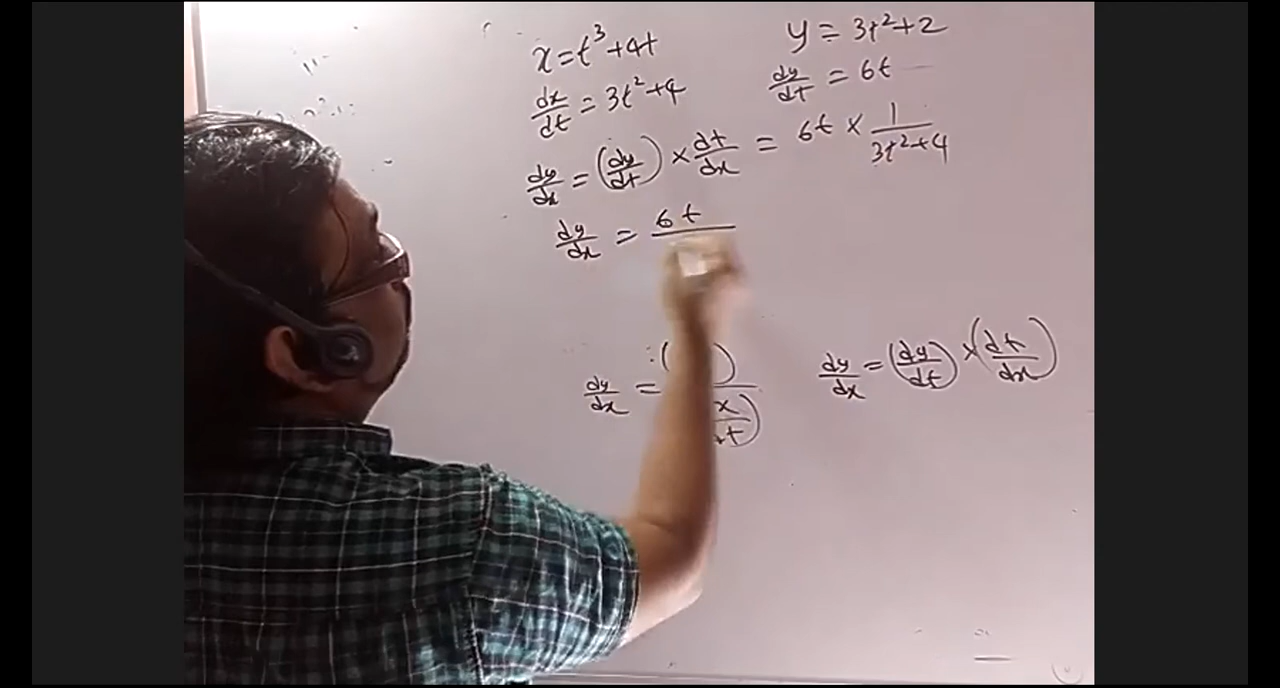 x = t³ + 4t
dx/dt = 3t² + 4
y = 3t² + 2
dy/dt = 6t
dy/dx = (dy/dt) × dt/dx = 6t × 1/(3t² + 4)
dy/dx = 6t
dy/dx =
dy/dx = (dy/dt) × (dt/dx)